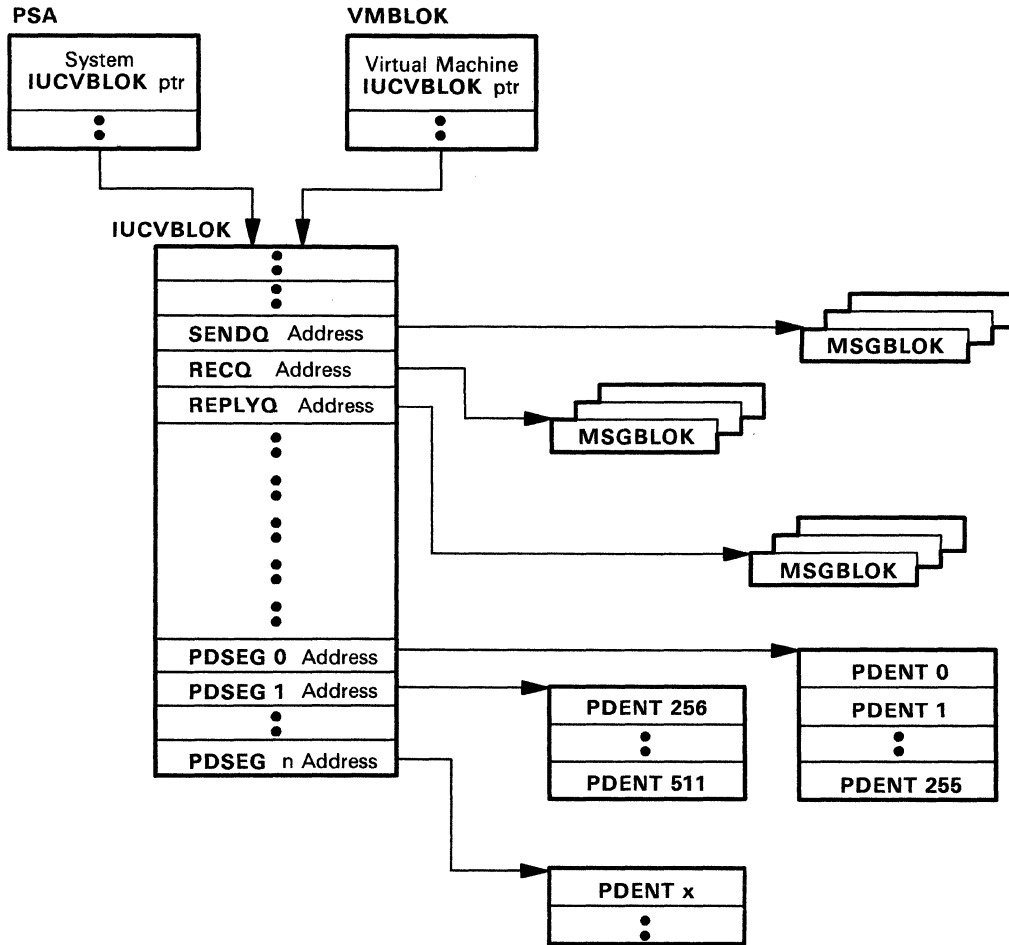 PSA
VMBLOK
System
IUCVBLOK ptr
Virtual Machine
IUCVBLOK ptr
IUCVBLOK
SENDQ Address
RECQ Address
REPLYQ Address
MSGBLOK
MSGBLOK
MSGBLOK
PDSEG 0 Address
PDSEG 1 Address
PDSEG n Address
PDENT 0
PDENT 1
PDENT 255
PDENT 256
PDENT 511
PDENT x